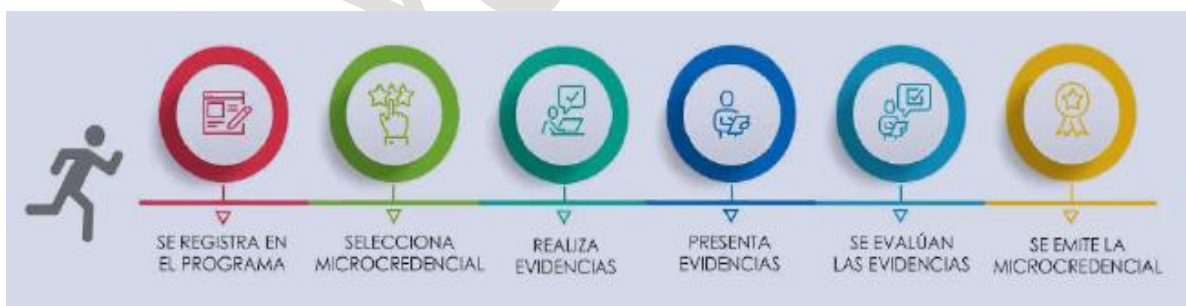 SE REGISTRA EN
EL PROGRAMA
SELECCIONA
MICROCREDENCIAL
REALIZA
EVIDENCIAS
PRESENTA
EVIDENCIAS
SE EVALÚAN
LAS EVIDENCIAS
SE EMITE LA
MICROCREDENCIAL